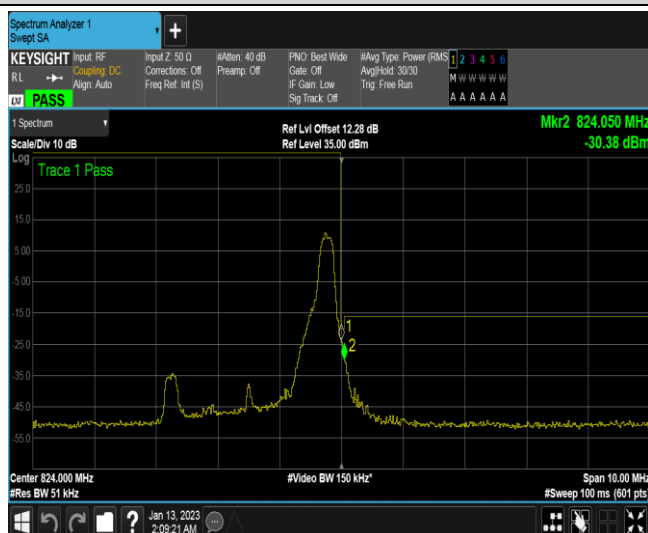 Spectrum Analyzer 1
Swept SA
+
KEYSIGHT
RL
LXI PASS
Input: RF
Coupling: DC
Align: Auto
Input Z: 50 Ω
Corrections: Off
Freq Ref: Int (S)
#Atten: 40 dB
Preamp: Off
PNO: Best Wide
Gate: Off
IF Gain: Low
Sig Track: Off
#Avg Type: Power (RMS
Avg|Hold: 30/30
Trig: Free Run
1 2 3 4 5 6
M W W W W W
A A A A A A
1 Spectrum
Scale/Div 10 dB
Ref Lvl Offset 12.28 dB
Ref Level 35.00 dBm
Mkr2 824.050 MHz
-30.38 dBm
Log
Trace 1 Pass
25.0
15.0
5.00
-5.00
-15.0
-25.0
-35.0
-45.0
-55.0
1
2
Center 824.000 MHz
#Res BW 51 kHz
#Video BW 150 kHz*
Span 10.00 MHz
#Sweep 100 ms (601 pts)
?
Jan 13, 2023
2:09:21 AM